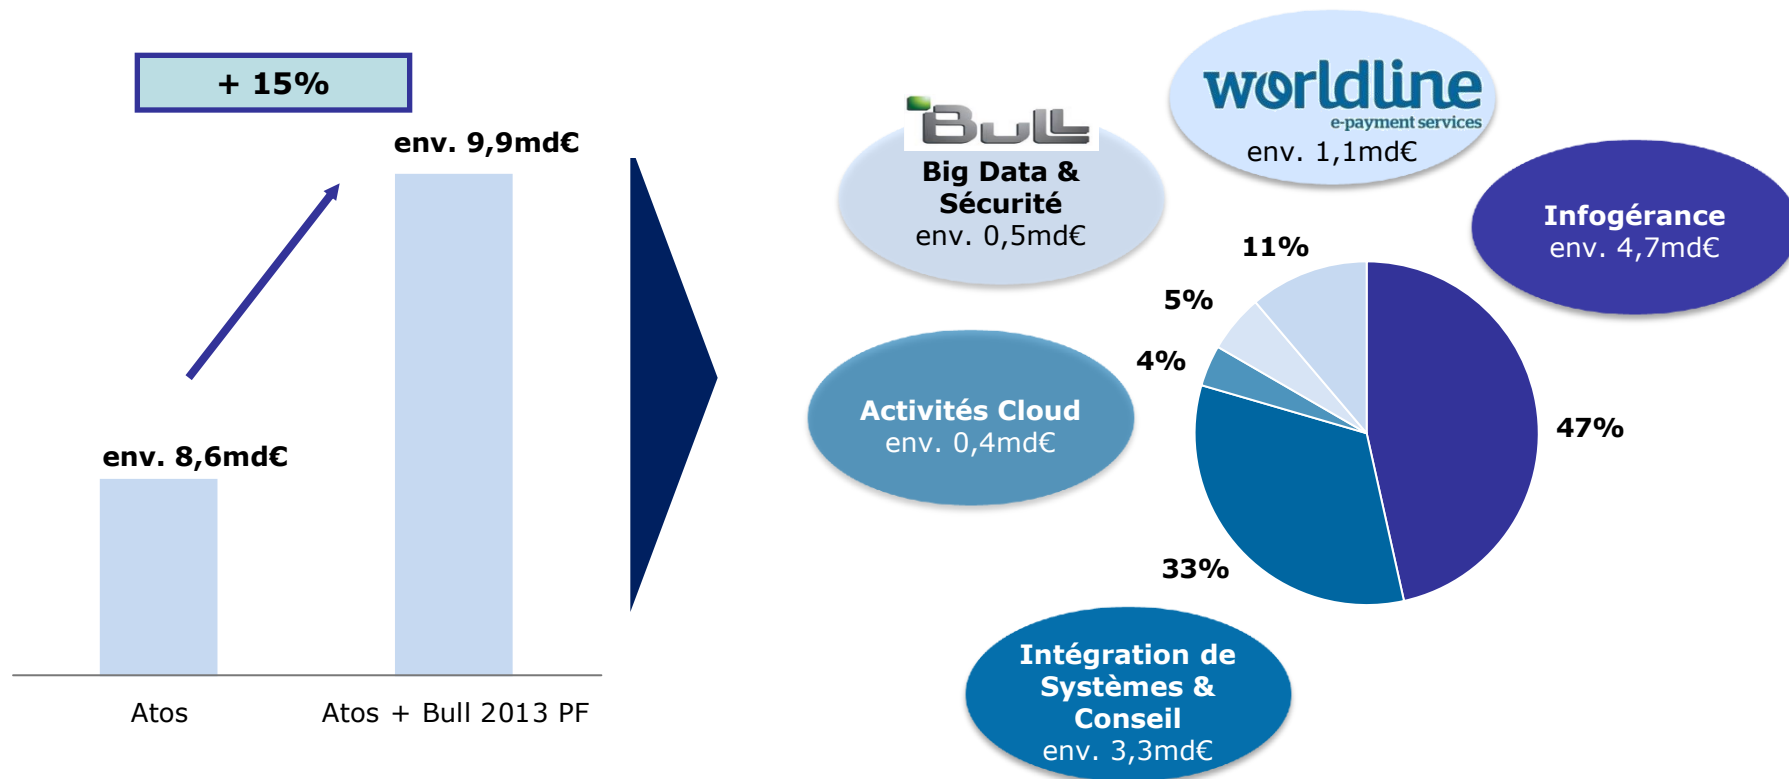 + 15%
env. 9,9md€
env. 8,6md€
Atos
Atos + Bull 2013 PF
Bull
Big Data &
Sécurité
env. 0,5md€
worldline
e-payment services
env. 1,1md€
Infogérance
env. 4,7md€
11%
5%
4%
Activités Cloud
env. 0,4md€
47%
33%
Intégration de
Systèmes &
Conseil
env. 3,3md€